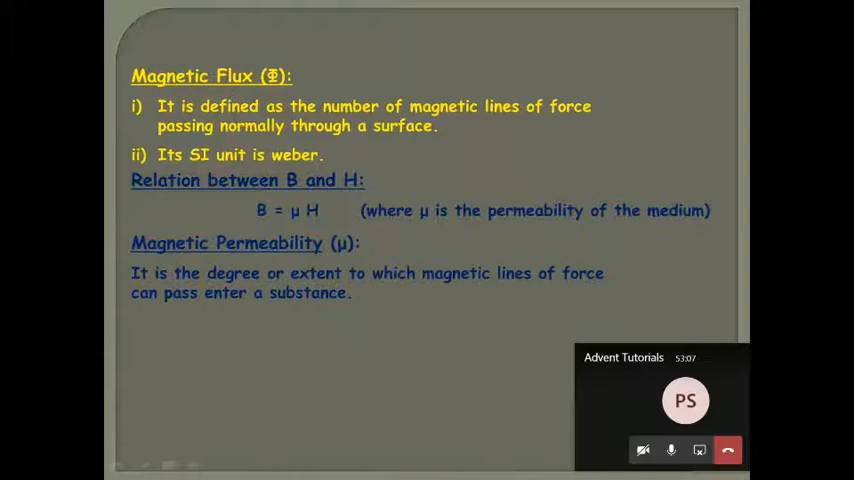 Magnetic Flux (Φ):
i) It is defined as the number of magnetic lines of force
passing normally through a surface.
ii) Its SI unit is weber.
Relation between B and H:
B = μ H (where μ is the permeability of the medium)
Magnetic Permeability (μ):
It is the degree or extent to which magnetic lines of force
can pass enter a substance.
Advent Tutorials 53:07
PS